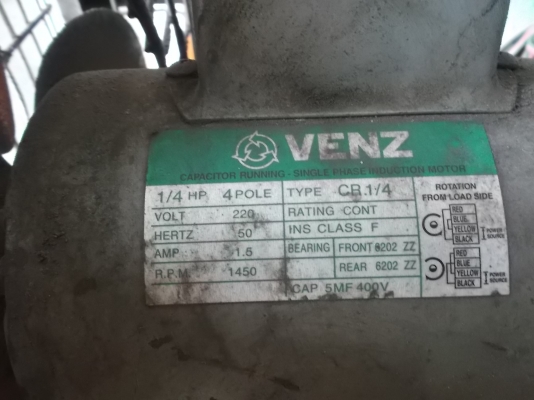 VENZ
CAPACITOR RUNNING - SINGLE PHASE INDUCTION MOTOR
1/4 HP 4 POLE TYPE CR.1/4
VOLT 220 RATING CONT
HERTZ 50 INS CLASS F
AMP 1.5 BEARING FRONT 6202 ZZ
R.P.M 1450 REAR 6202 ZZ
CAP. 5MF 400V
ROTATION
FROM LOAD SIDE
RED
BLUE
YELLOW
BLACK
POWER
SOURCE
RED
BLUE
YELLOW
BLACK
POWER
SOURCE